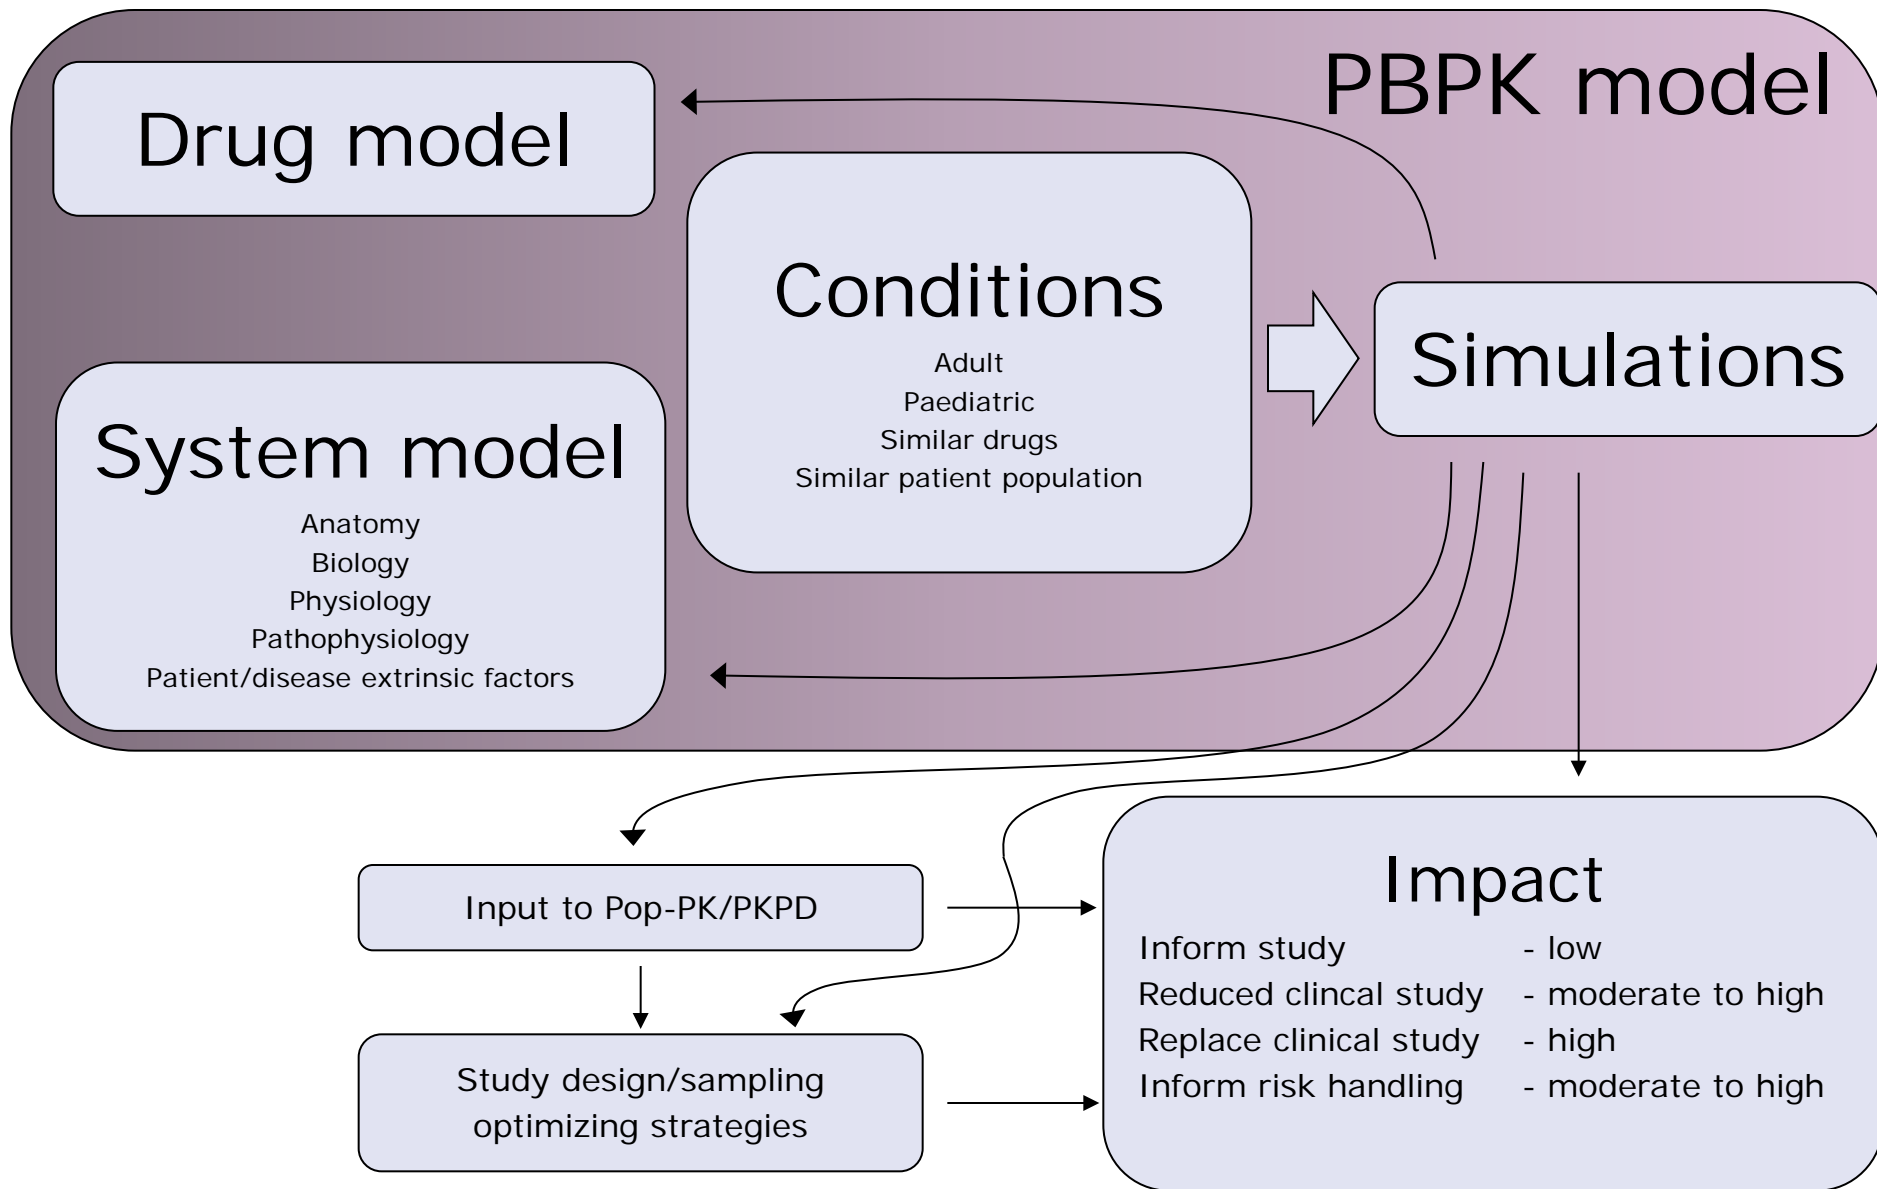 PBPK model
Drug model
Conditions
Adult
Paediatric
Similar drugs
Similar patient population
Simulations
System model
Anatomy
Biology
Physiology
Pathophysiology
Patient/disease extrinsic factors
Input to Pop-PK/PKPD
Study design/sampling
optimizing strategies
Impact
Inform study - low
Reduced clincal study - moderate to high
Replace clinical study - high
Inform risk handling - moderate to high